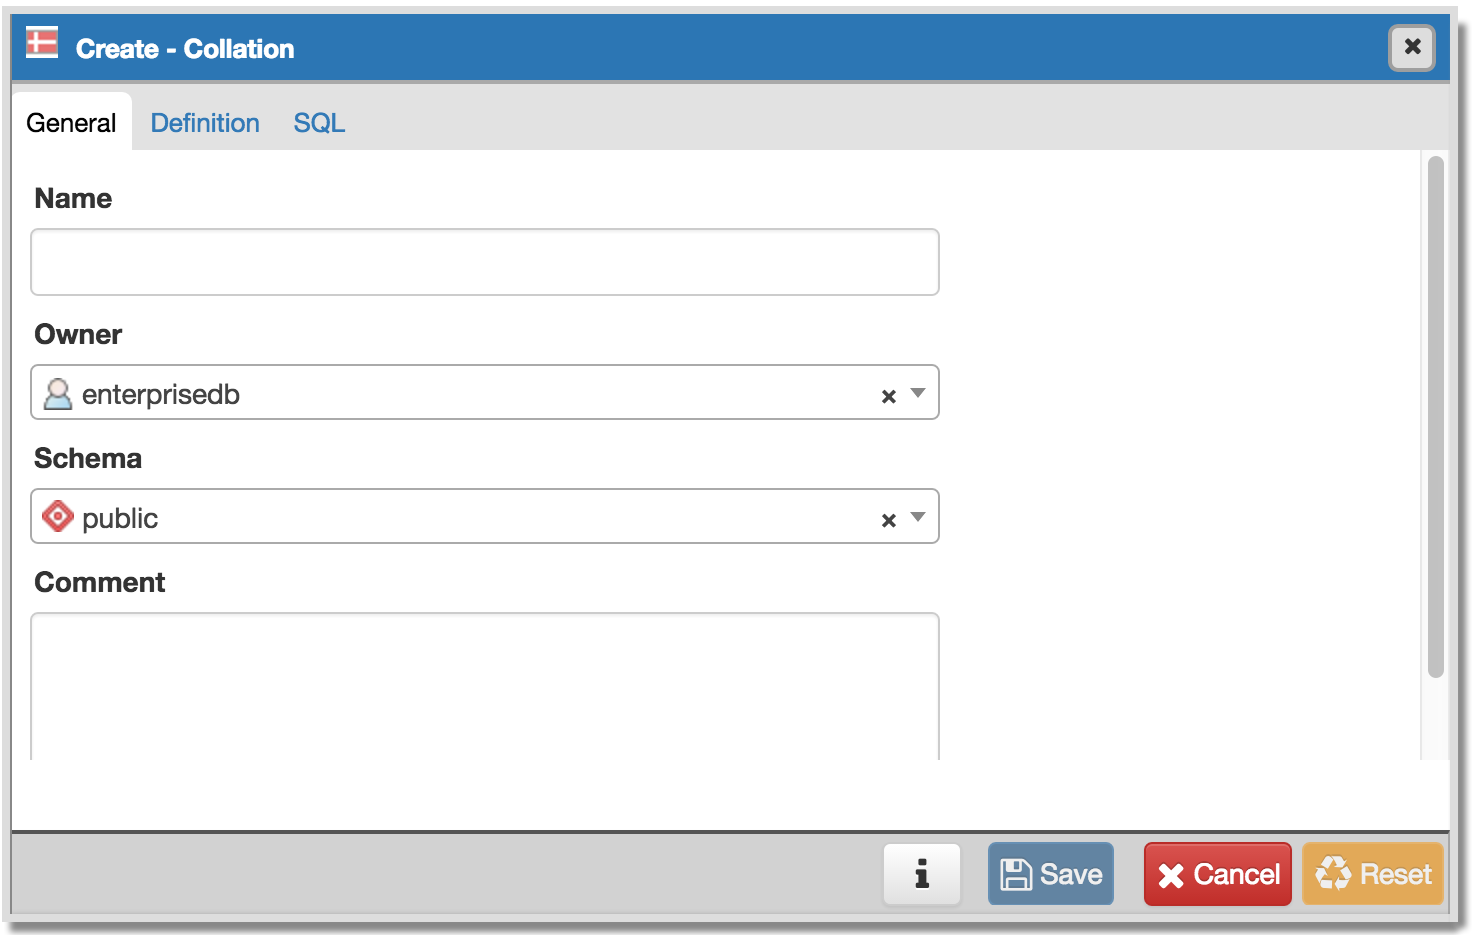 Create - Collation
General Definition SQL
Name
Owner
enterprisedb
Schema
public
Comment
Save Cancel Reset